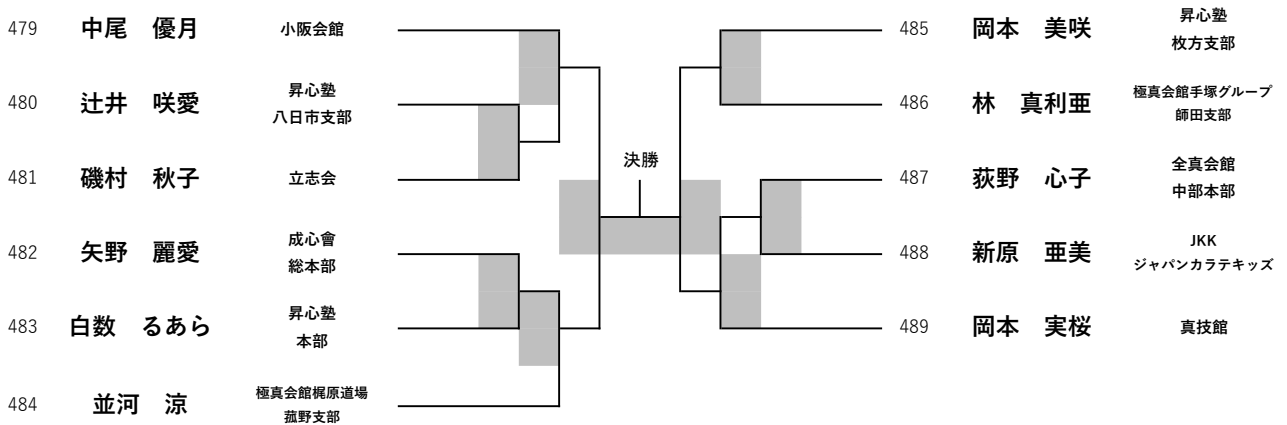 479 中尾 優月 小阪会館
480 辻井 咲愛 昇心塾
八日市支部
481 磯村 秋子 立志会
482 矢野 麗愛 成心會
総本部
483 白数 るあら 昇心塾
本部
484 並河 涼 極真会館梶原道場
菰野支部
決勝
485 岡本 美咲 昇心塾
枚方支部
486 林 真利亜 極真会館手塚グループ
師田支部
487 荻野 心子 全真会館
中部本部
488 新原 亜美 JKK
ジャパンカラテキッズ
489 岡本 実桜 真技館